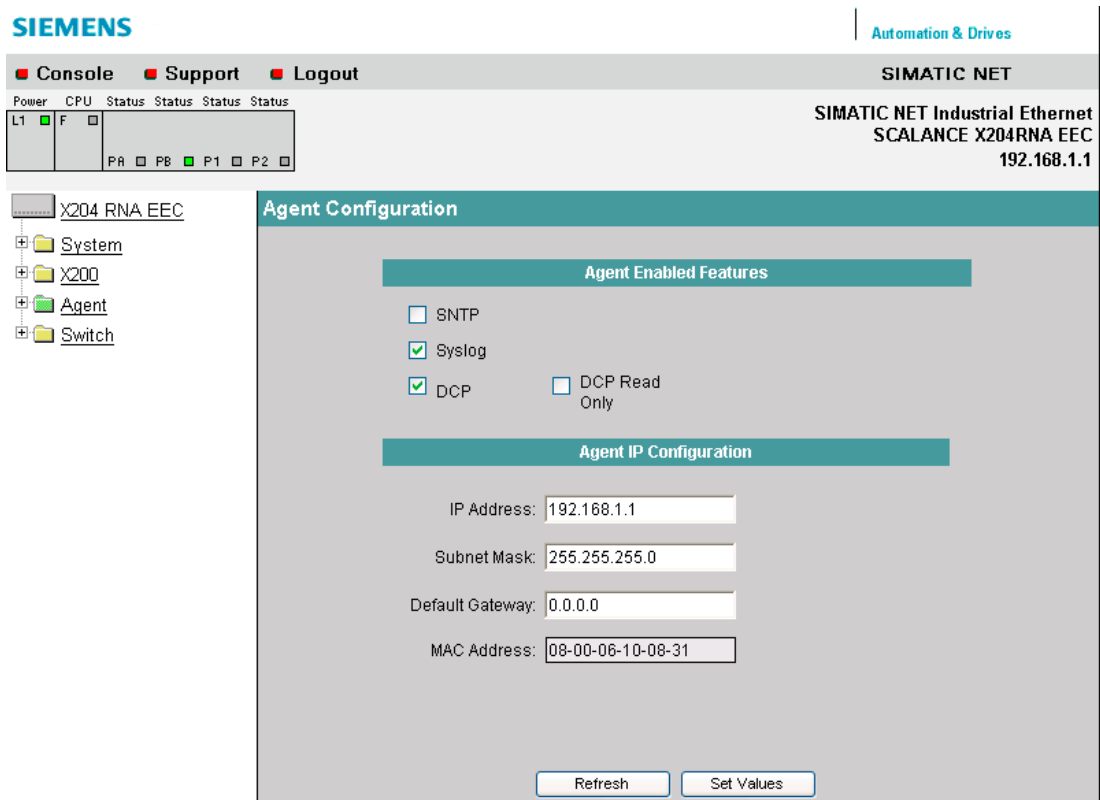 SIEMENS
Automation & Drives
Console Support Logout
SIMATIC NET
Power CPU Status Status Status Status
L1 F
PA PB P1 P2
SIMATIC NET Industrial Ethernet
SCALANCE X204RNA EEC
192.168.1.1
X204 RNA EEC
System
X200
Agent
Switch
Agent Configuration
Agent Enabled Features
SNTP
Syslog
DCP
DCP Read
Only
Agent IP Configuration
IP Address: 192.168.1.1
Subnet Mask: 255.255.255.0
Default Gateway: 0.0.0.0
MAC Address: 08-00-06-10-08-31
Refresh Set Values